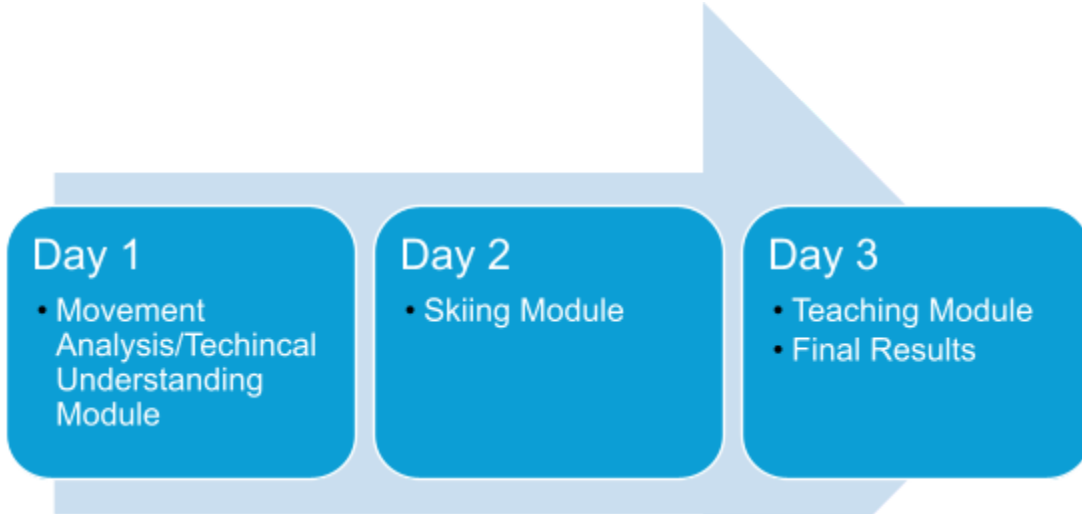 Day 1
• Movement
Analysis/Techincal
Understanding
Module
Day 2
• Skiing Module
Day 3
• Teaching Module
• Final Results